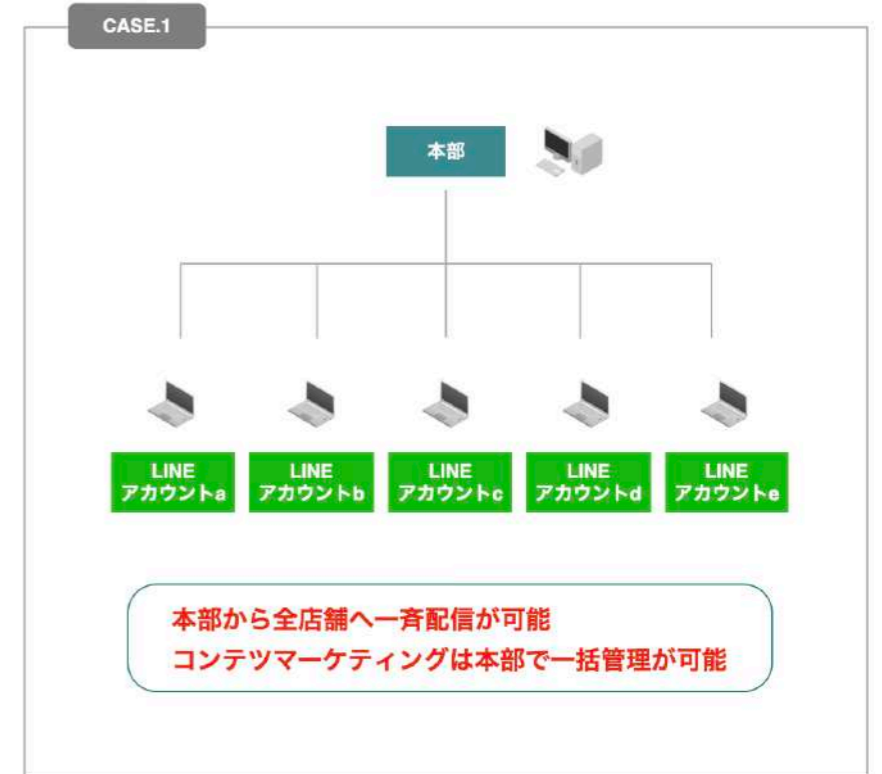 CASE.1
本部
LINE
アカウントa
LINE
アカウントb
LINE
アカウントc
LINE
アカウントd
LINE
アカウントe
本部から全店舗へ一斉配信が可能
コンテツマーケティングは本部で一括管理が可能